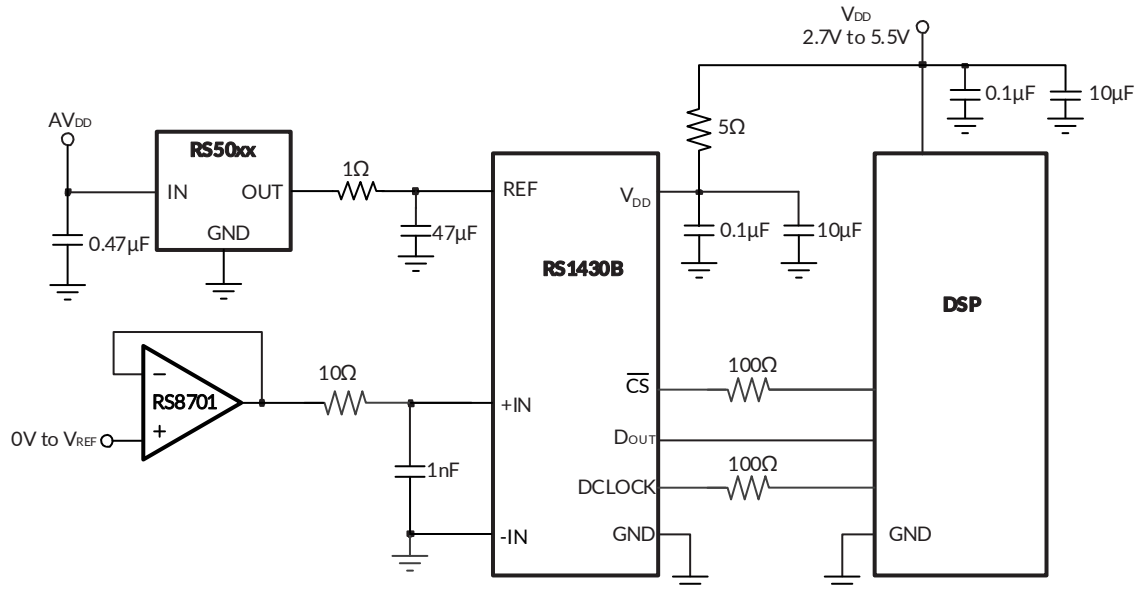 VDD
2.7V to 5.5V
0.1µF
10µF
5Ω
AVDD
RS50xx
IN
OUT
GND
0.47µF
1Ω
47µF
REF
VDD
0.1µF
10µF
RS1430B
DSP
RS8701
0V to VREF
10Ω
1nF
+IN
-IN
CS
100Ω
DOUT
DCLOCK
100Ω
GND
GND